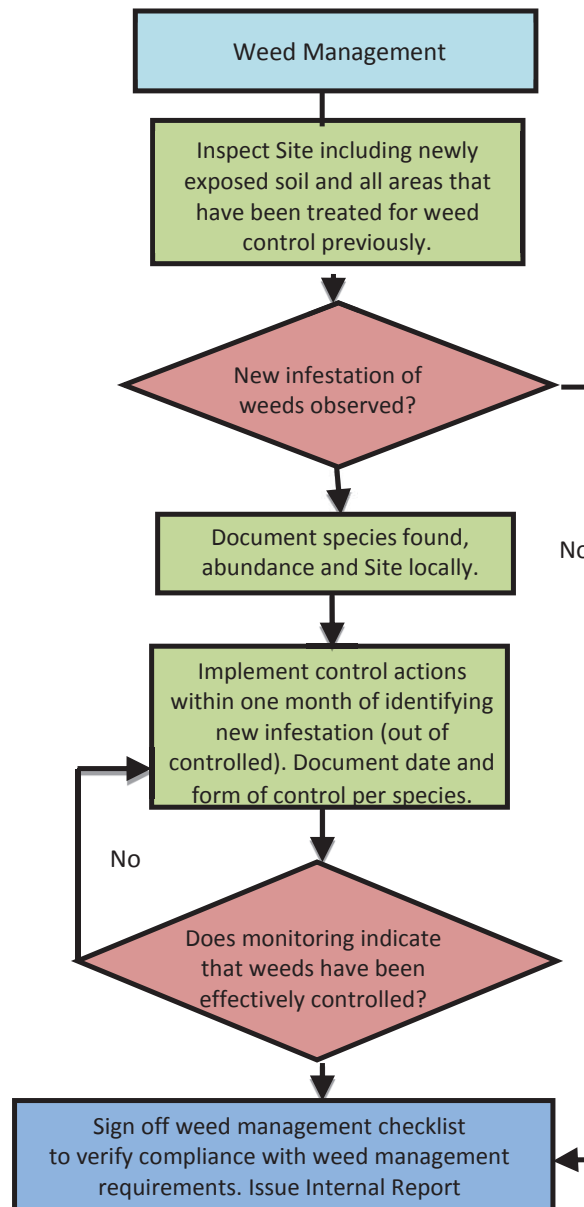 Weed Management
Inspect Site including newly
exposed soil and all areas that
have been treated for weed
control previously.
New infestation of
weeds observed?
Document species found,
abundance and Site locally.
No
Implement control actions
within one month of identifying
new infestation (out of
controlled). Document date and
form of control per species.
No
Does monitoring indicate
that weeds have been
effectively controlled?
Sign off weed management checklist
to verify compliance with weed management
requirements. Issue Internal Report